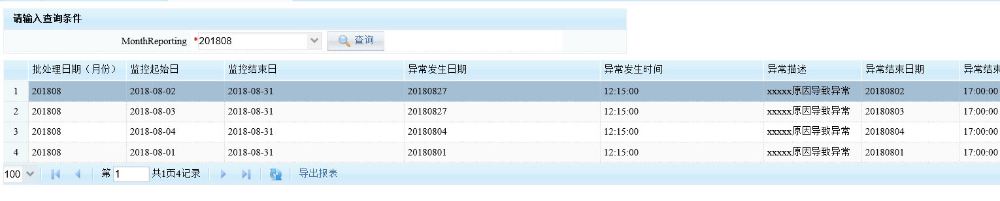 请输入查询条件
MonthReporting *201808 查询
批处理日期（月份） 监控起始日 监控结束日 异常发生日期 异常发生时间 异常描述 异常结束日期 异常结束
1 201808 2018-08-02 2018-08-31 20180827 12:15:00 xxxxx原因导致异常 20180802 17:00:00
2 201808 2018-08-03 2018-08-31 20180827 12:15:00 xxxxx原因导致异常 20180803 17:00:00
3 201808 2018-08-04 2018-08-31 20180804 12:15:00 xxxxx原因导致异常 20180804 17:00:00
4 201808 2018-08-01 2018-08-31 20180801 12:15:00 xxxxx原因导致异常 20180801 17:00:00
100 第 1 共1页4记录 导出报表